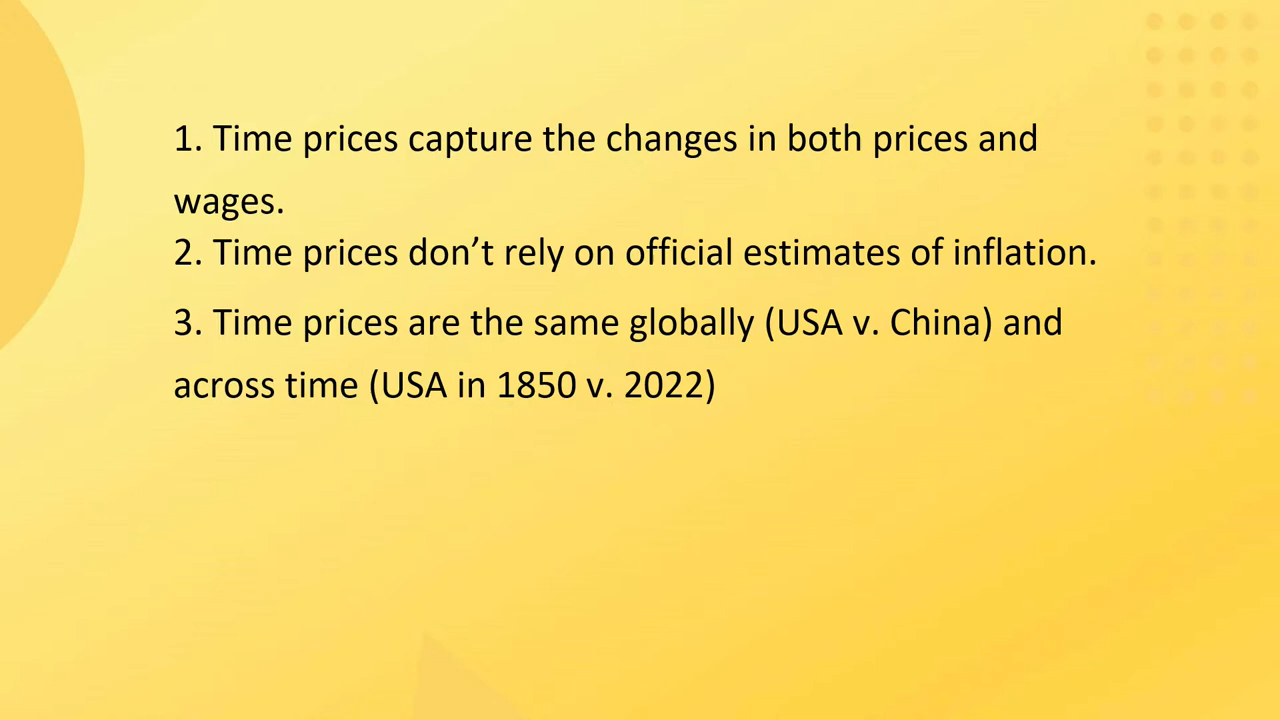 1. Time prices capture the changes in both prices and
wages.
2. Time prices don’t rely on official estimates of inflation.
3. Time prices are the same globally (USA v. China) and
across time (USA in 1850 v. 2022)